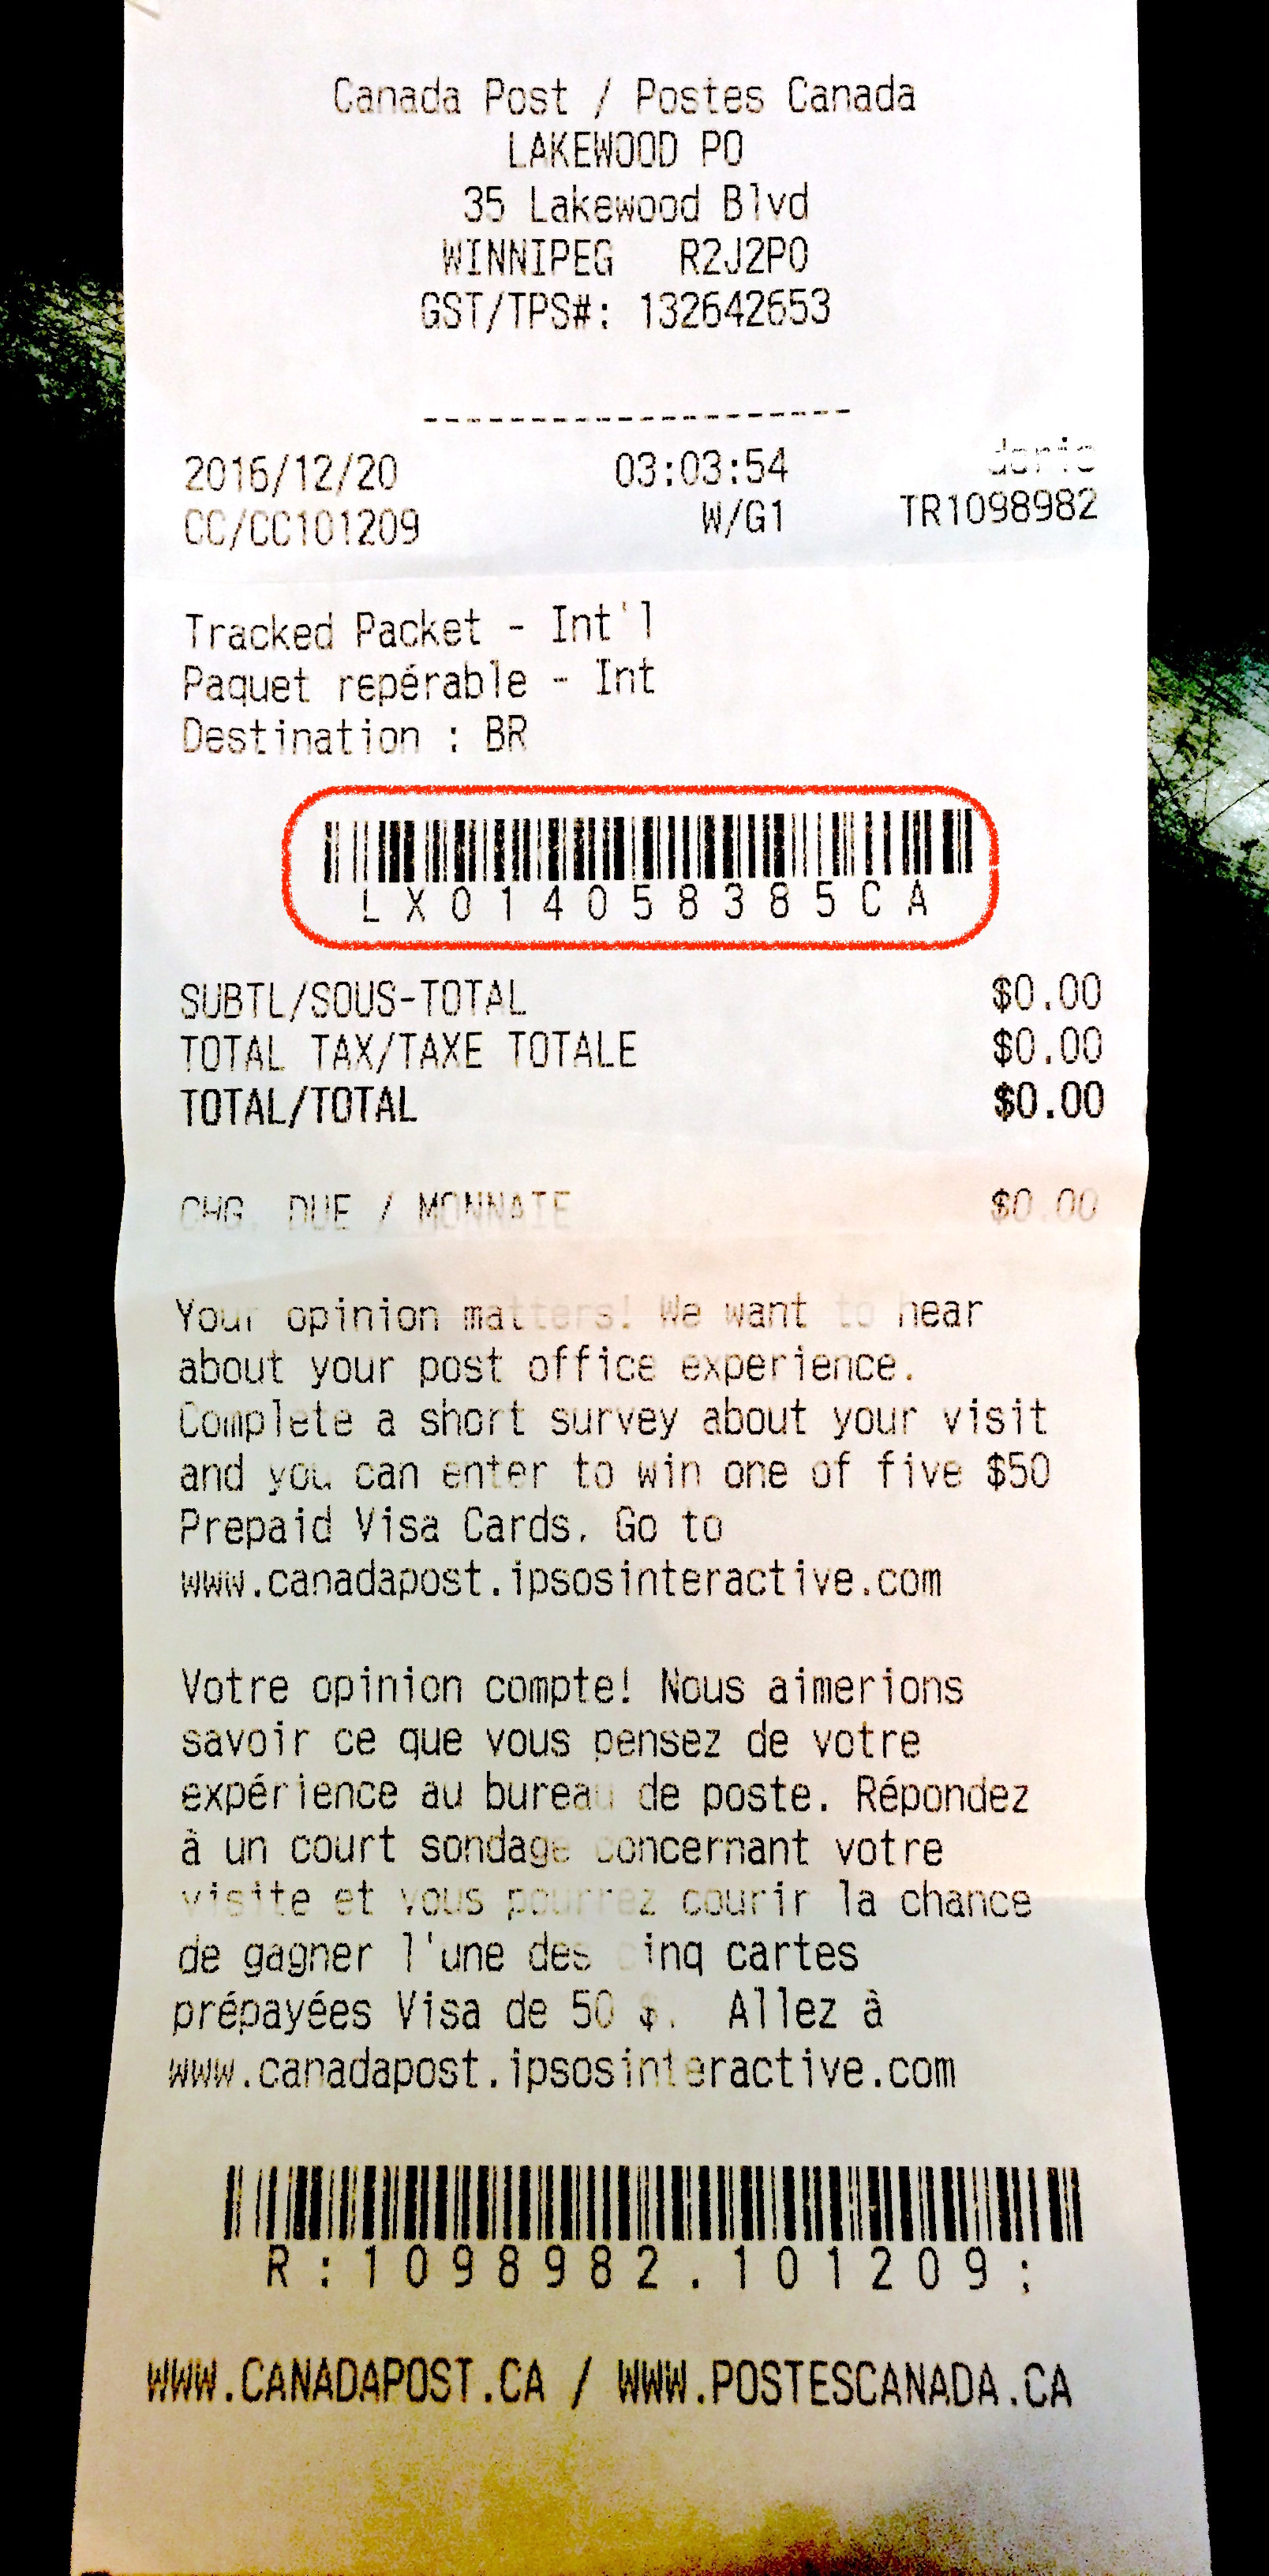 Canada Post / Postes Canada
LAKEWOOD PO
35 Lakewood Blvd
WINNIPEG R2J2P0
GST/TPS#: 132642653
--------------------
2016/12/20 03:03:54
CC/CC101209 W/G1 TR1098982
Tracked Packet - Int'l
Paquet repérable - Int
Destination : BR
LX014058385CA
SUBTL/SOUS-TOTAL $0.00
TOTAL TAX/TAXE TOTALE $0.00
TOTAL/TOTAL $0.00
CHG. DUE / MONNAIE $0.00
Your opinion matters! We want to hear
about your post office experience.
Complete a short survey about your visit
and you can enter to win one of five $50
Prepaid Visa Cards. Go to
www.canadapost.ipsosinteractive.com
Votre opinion compte! Nous aimerions
savoir ce que vous pensez de votre
expérience au bureau de poste. Répondez
à un court sondage concernant votre
visite et vous pourrez courir la chance
de gagner l'une des cinq cartes
prépayées Visa de 50 $. Allez à
www.canadapost.ipsosinteractive.com
R:1098982.101209;
WWW.CANADAPOST.CA / WWW.POSTESCANADA.CA